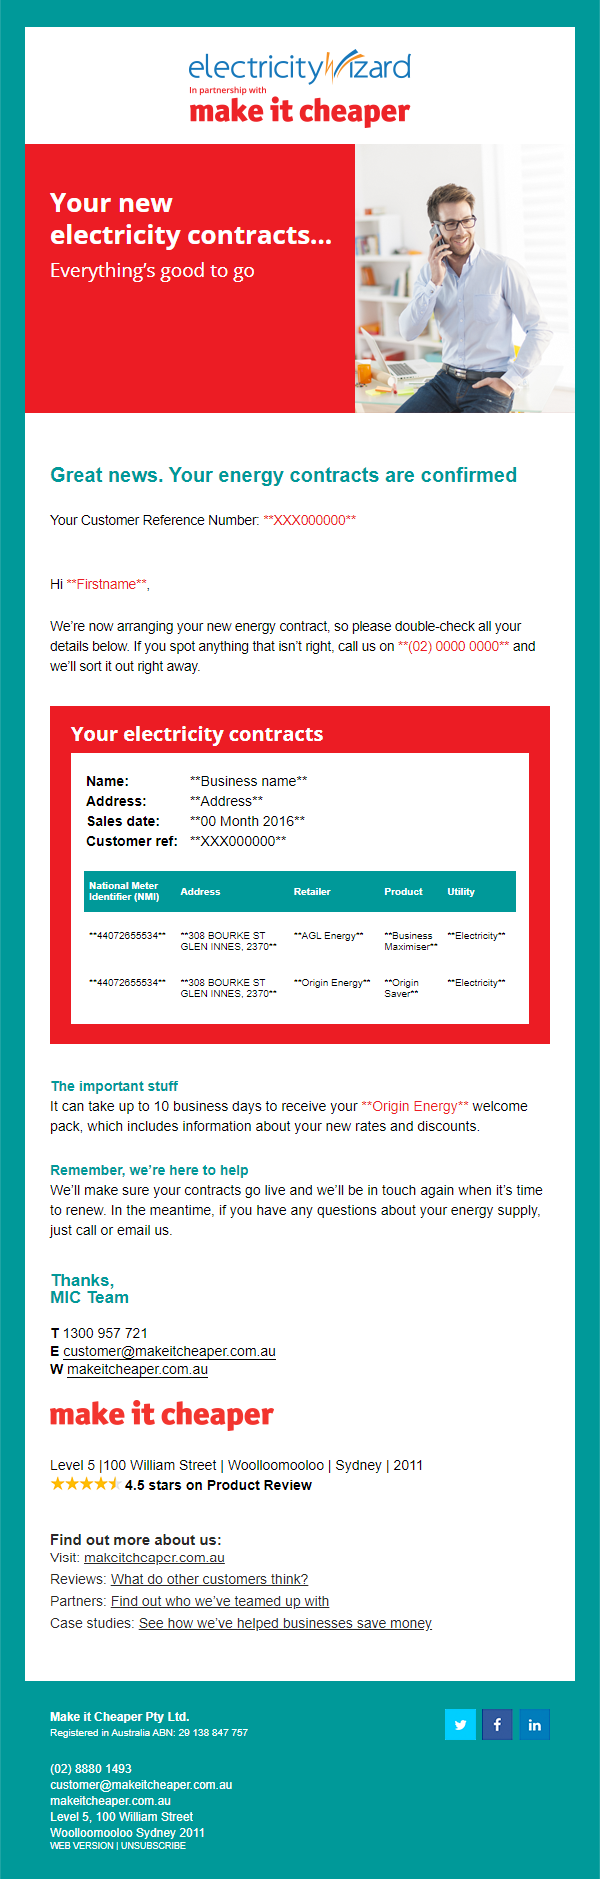 electricityWizard
In partnership with
make it cheaper
Your new
electricity contracts...
Everything's good to go
Great news. Your energy contracts are confirmed
Your Customer Reference Number: **XXX000000**
Hi **Firstname**,
We're now arranging your new energy contract, so please double-check all your
details below. If you spot anything that isn't right, call us on **(02) 0000 0000** and
we'll sort it out right away.
Your electricity contracts
Name: **Business name**
Address: **Address**
Sales date: **00 Month 2016**
Customer ref: **XXX000000**
National Meter
Identifier (NMI) Address Retailer Product Utility
**44072655534** **308 BOURKE ST **AGL Energy** **Business **Electricity**
GLEN INNES, 2370** Maximiser**
**44072655534** **308 BOURKE ST **Origin Energy** **Origin **Electricity**
GLEN INNES, 2370** Saver**
The important stuff
It can take up to 10 business days to receive your **Origin Energy** welcome
pack, which includes information about your new rates and discounts.
Remember, we're here to help
We'll make sure your contracts go live and we'll be in touch again when it's time
to renew. In the meantime, if you have any questions about your energy supply,
just call or email us.
Thanks,
MIC Team
T 1300 957 721
E customer@makeitcheaper.com.au
W makeitcheaper.com.au
make it cheaper
Level 5 |100 William Street | Woolloomooloo | Sydney | 2011
4.5 stars on Product Review
Find out more about us:
Visit: makeitcheaper.com.au
Reviews: What do other customers think?
Partners: Find out who we've teamed up with
Case studies: See how we've helped businesses save money
Make it Cheaper Pty Ltd.
Registered in Australia ABN: 29 138 847 757
(02) 8880 1493
customer@makeitcheaper.com.au
makeitcheaper.com.au
Level 5, 100 William Street
Woolloomooloo Sydney 2011
WEB VERSION | UNSUBSCRIBE